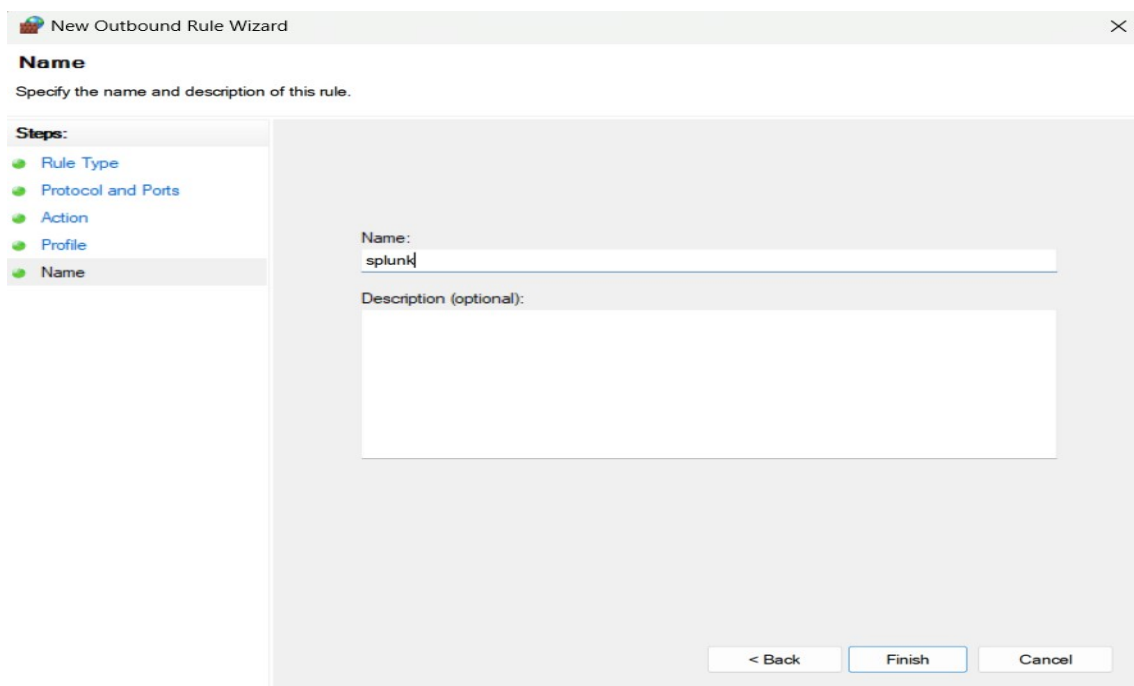 New Outbound Rule Wizard
Name
Specify the name and description of this rule.
Steps:
Rule Type
Protocol and Ports
Action
Profile
Name
Name:
splunk
Description (optional):
< Back
Finish
Cancel